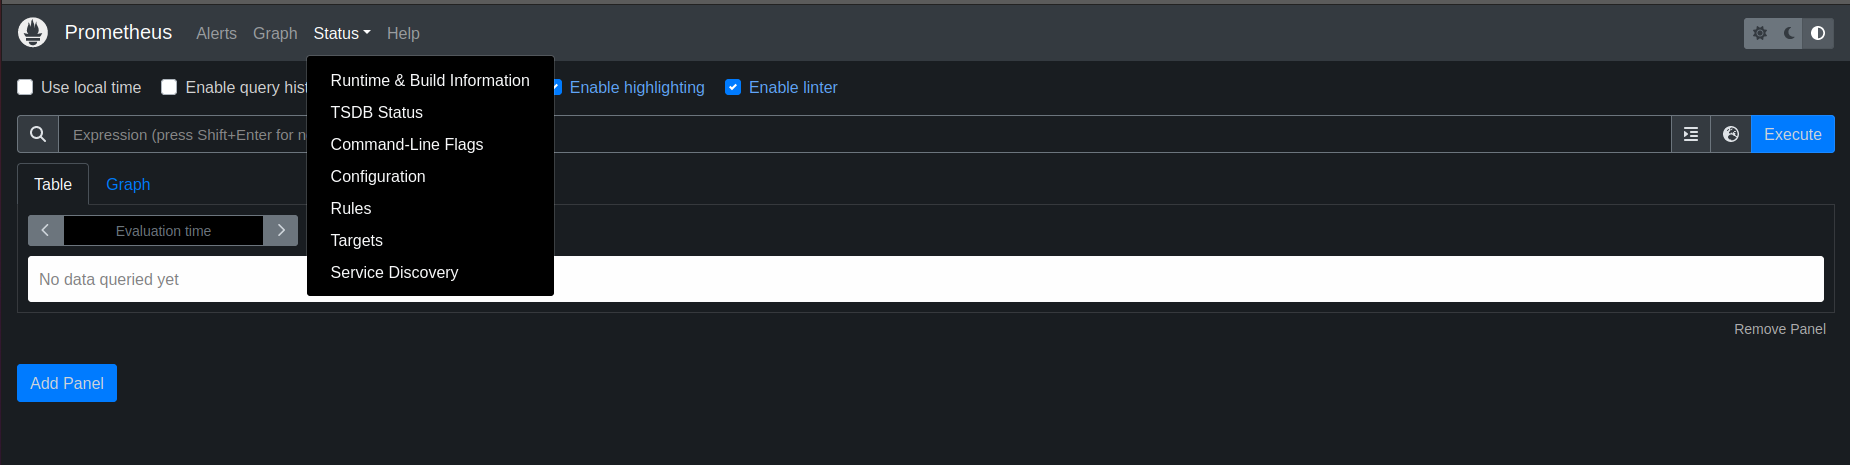 Prometheus Alerts Graph Status Help
Runtime & Build Information
TSDB Status
Command-Line Flags
Configuration
Rules
Targets
Service Discovery
Use local time Enable query Enable highlighting Enable linter
Expression (press Shift+Enter for Execute
Table Graph
Evaluation time
No data queried yet
Remove Panel
Add Panel